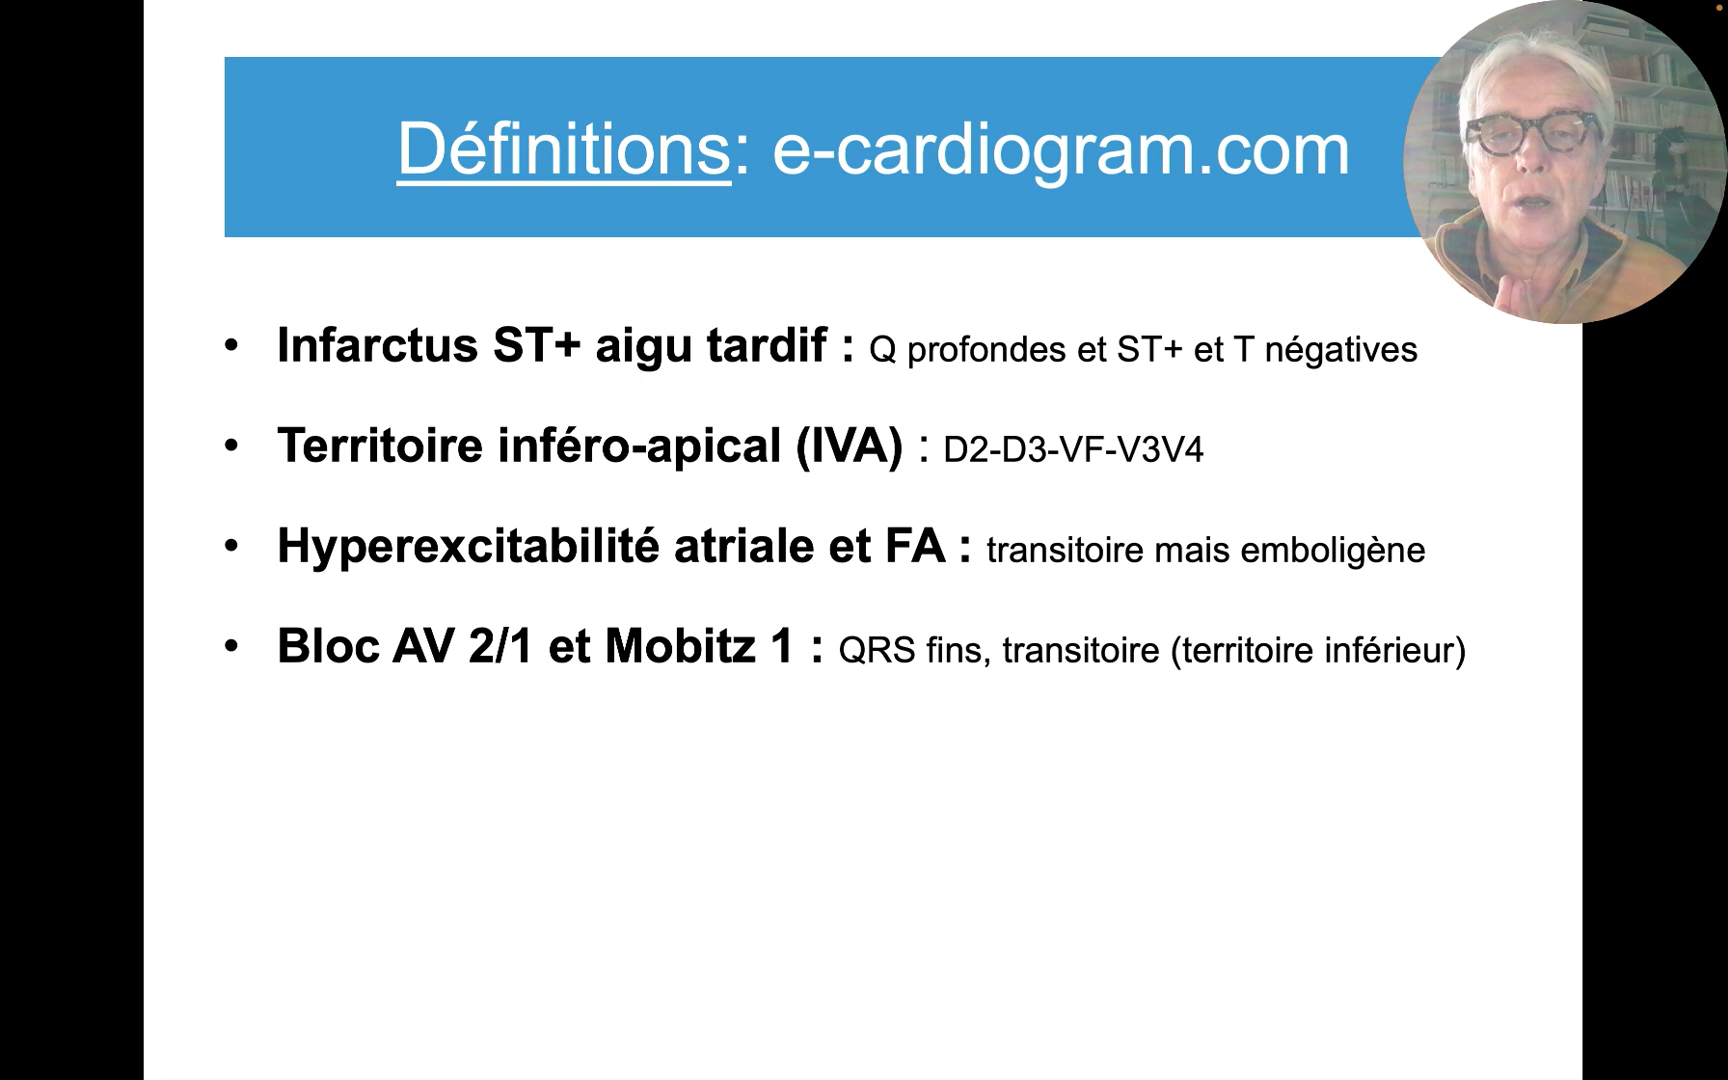 Définitions: e-cardiogram.com
• Infarctus ST+ aigu tardif : Q profondes et ST+ et T négatives
• Territoire inféro-apical (IVA) : D2-D3-VF-V3V4
• Hyperexcitabilité atriale et FA : transitoire mais emboligène
• Bloc AV 2/1 et Mobitz 1 : QRS fins, transitoire (territoire inférieur)